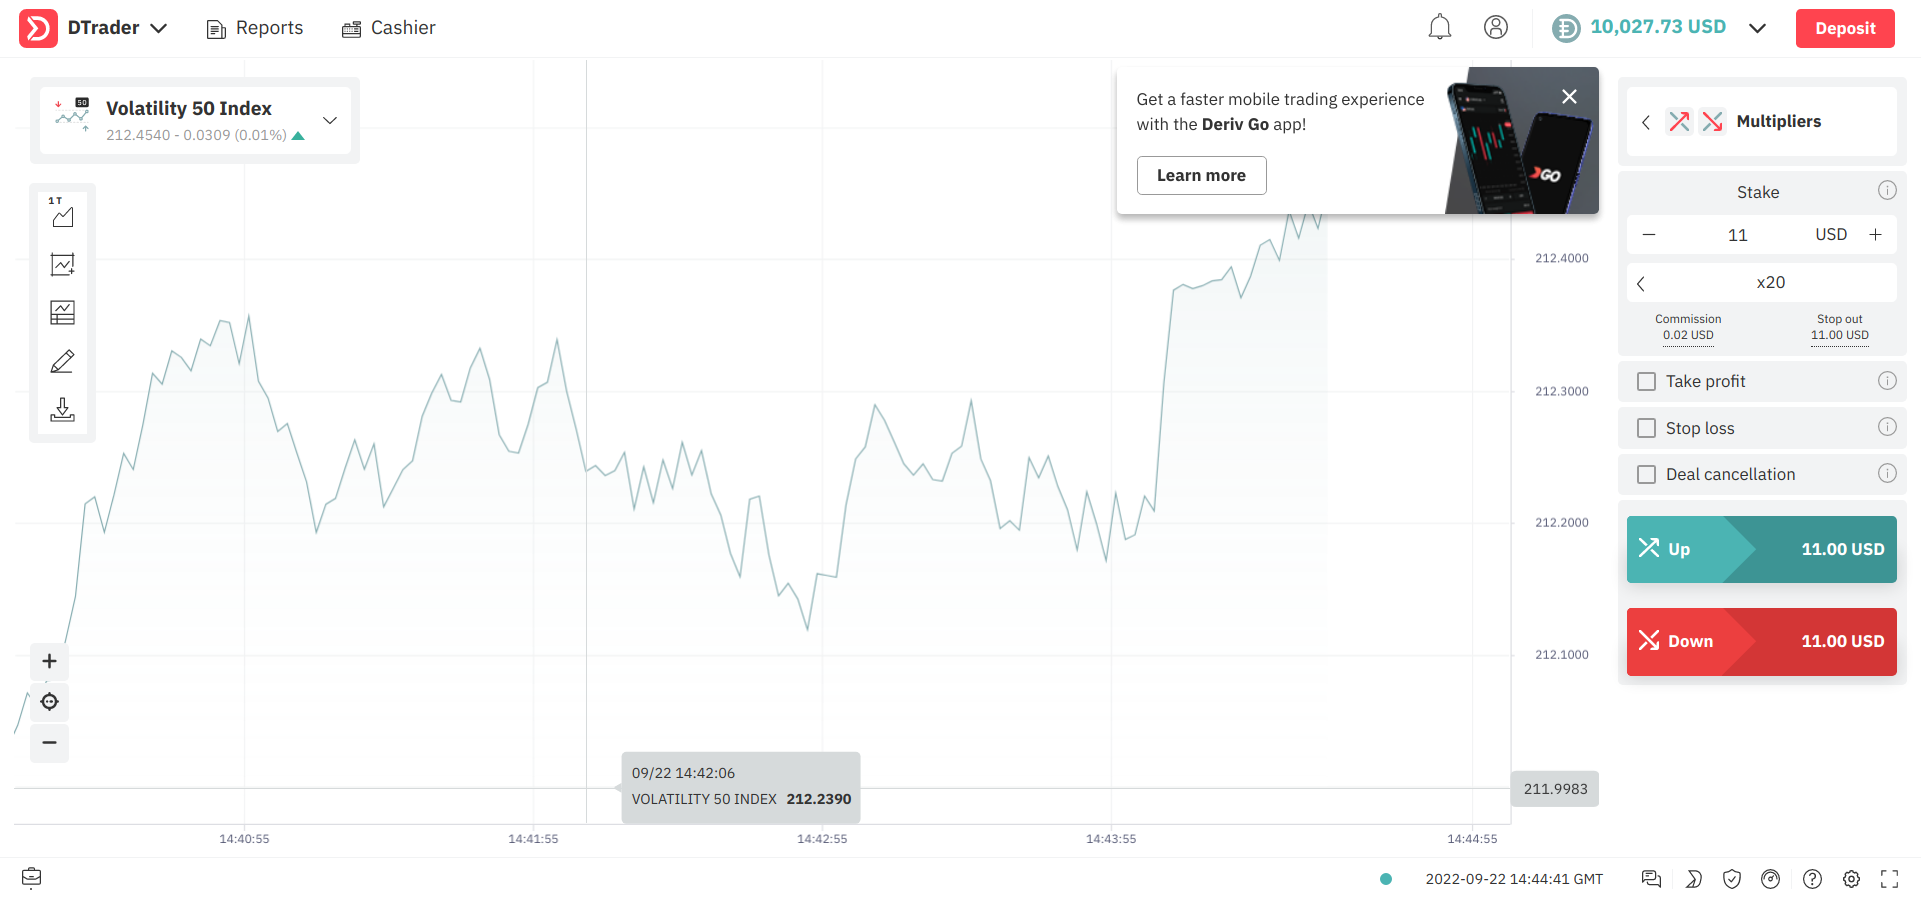 DTrader
Reports
Cashier
10,027.73 USD
Deposit
50
Volatility 50 Index
212.4540 - 0.0309 (0.01%)
1 T
Get a faster mobile trading experience
with the Deriv Go app!
Learn more
GO
Multipliers
Stake
11
USD
x20
Commission
0.02 USD
Stop out
11.00 USD
Take profit
Stop loss
Deal cancellation
Up
11.00 USD
Down
11.00 USD
212.4000
212.3000
212.2000
212.1000
211.9983
09/22 14:42:06
VOLATILITY 50 INDEX 212.2390
14:40:55
14:41:55
14:42:55
14:43:55
14:44:55
2022-09-22 14:44:41 GMT